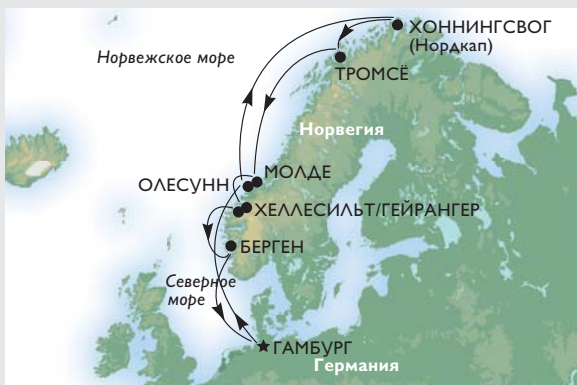 ХОННИНГСВОГ
(Нордкап)
Норвежское море
ТРОМСЁ
Норвегия
МОЛДЕ
ОЛЕСУНН
ХЕЛЛЕСИЛЬТ/ГЕЙРАНГЕР
БЕРГЕН
Северное
море
ГАМБУРГ
Германия